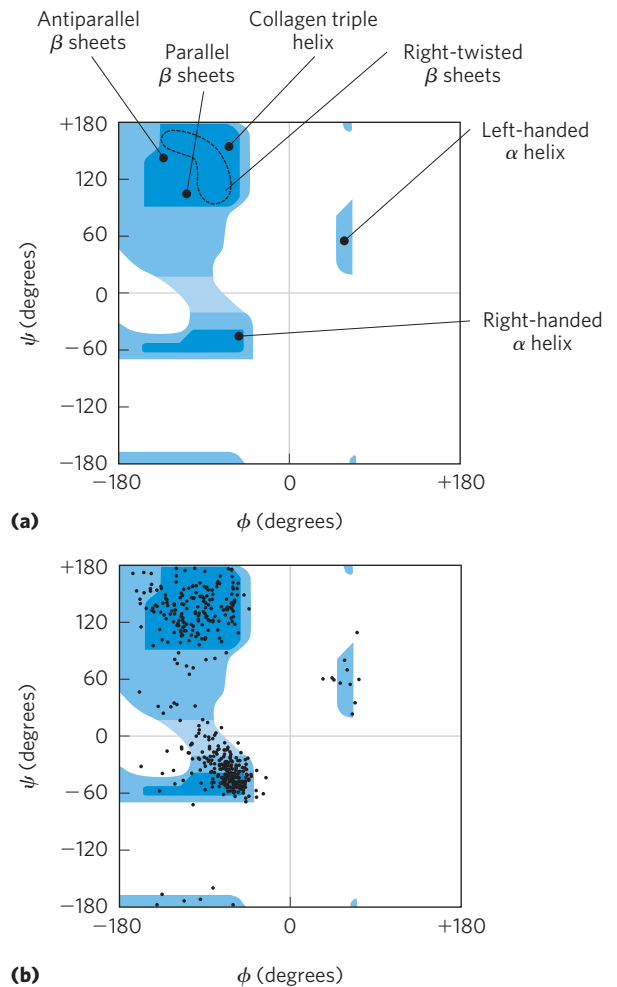 Antiparallel
β sheets
Parallel
β sheets
Collagen triple
helix
Right-twisted
β sheets
Left-handed
α helix
Right-handed
α helix
+180
120
60
0
−60
−120
−180
ψ (degrees)
−180
0
+180
ϕ (degrees)
(a)
+180
120
60
0
−60
−120
−180
ψ (degrees)
−180
0
+180
ϕ (degrees)
(b)